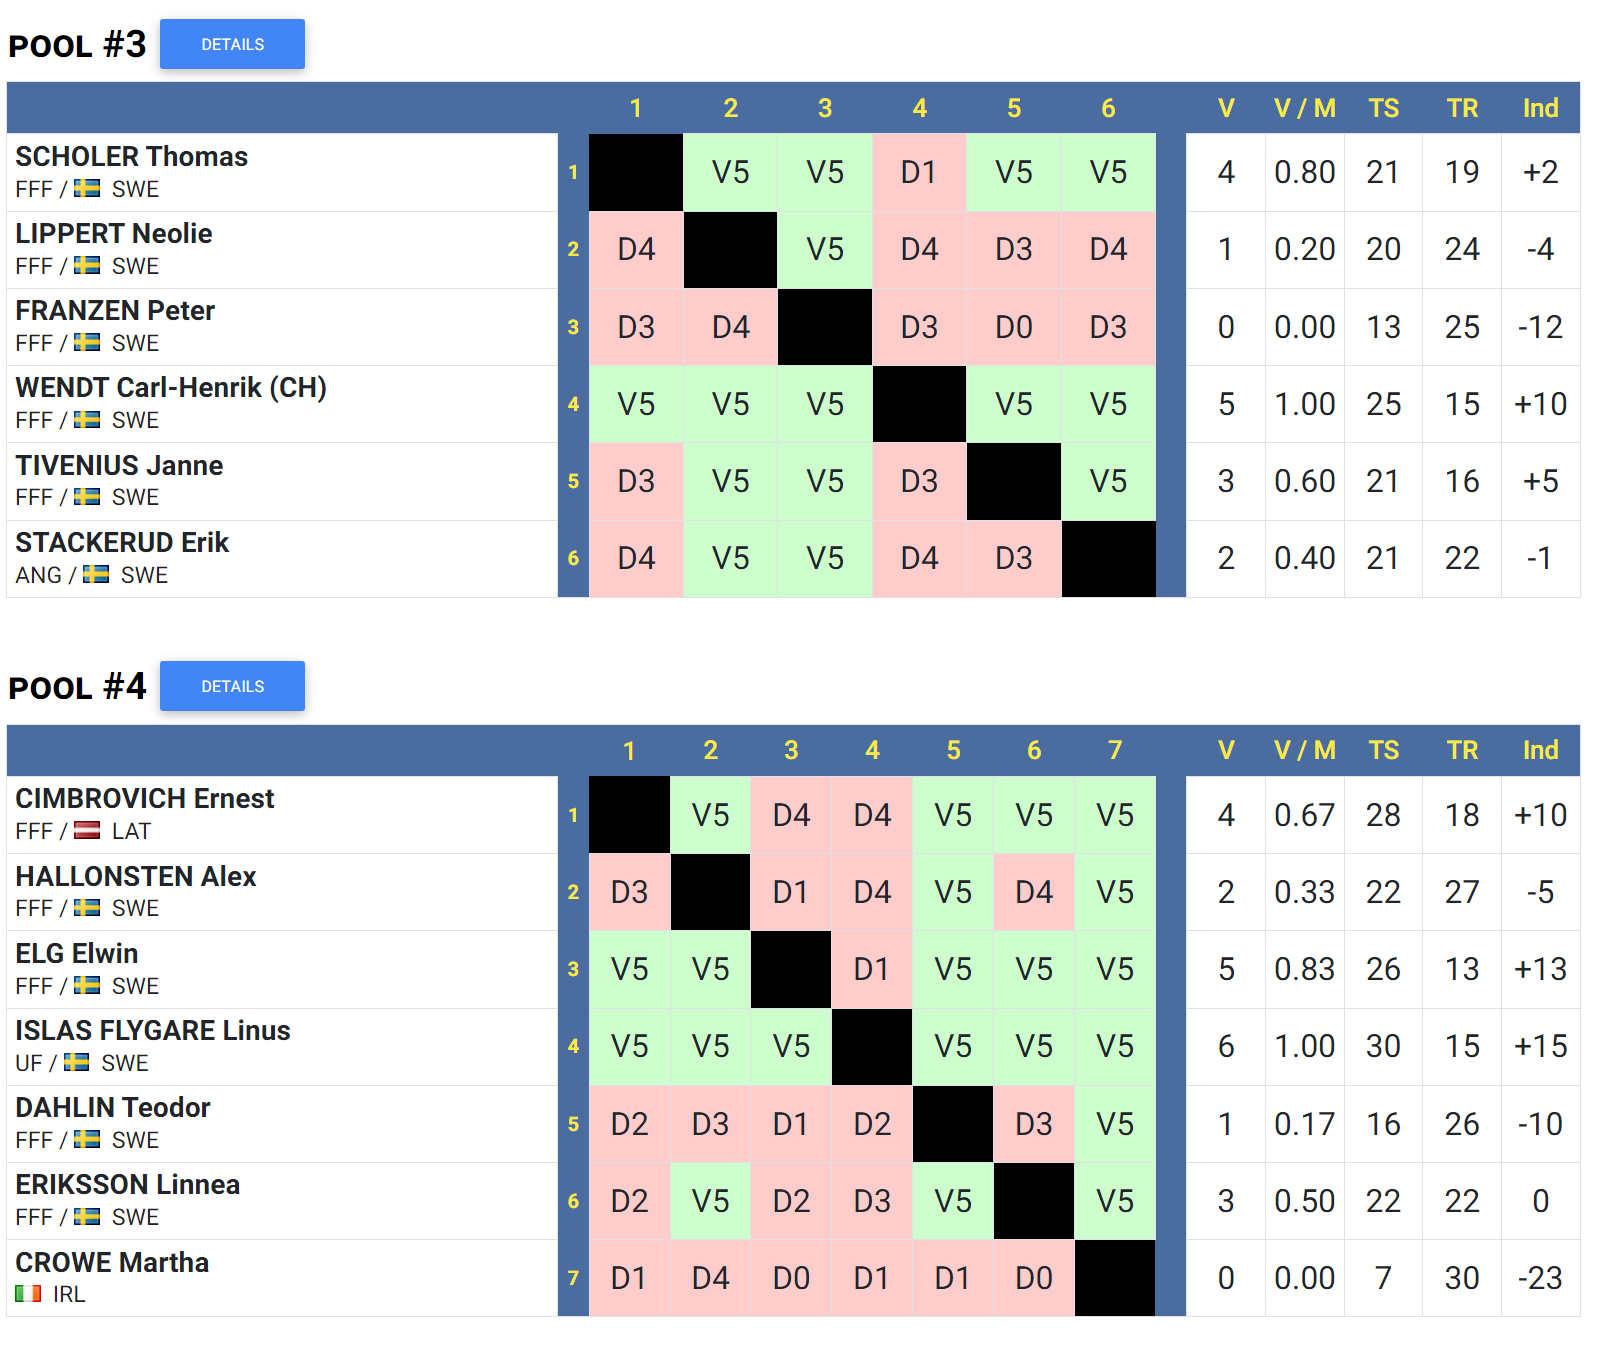 POOL #3 DETAILS
1 2 3 4 5 6 V V / M TS TR Ind
SCHOLER Thomas
FFF / SWE
1 V5 V5 D1 V5 V5 4 0.80 21 19 +2
LIPPERT Neolie
FFF / SWE
2 D4 V5 D4 D3 D4 1 0.20 20 24 -4
FRANZEN Peter
FFF / SWE
3 D3 D4 D3 D0 D3 0 0.00 13 25 -12
WENDT Carl-Henrik (CH)
FFF / SWE
4 V5 V5 V5 V5 V5 5 1.00 25 15 +10
TIVENIUS Janne
FFF / SWE
5 D3 V5 V5 D3 V5 3 0.60 21 16 +5
STACKERUD Erik
ANG / SWE
6 D4 V5 V5 D4 D3 2 0.40 21 22 -1
POOL #4 DETAILS
1 2 3 4 5 6 7 V V / M TS TR Ind
CIMBROVICH Ernest
FFF / LAT
1 V5 D4 D4 V5 V5 V5 4 0.67 28 18 +10
HALLONSTEN Alex
FFF / SWE
2 D3 D1 D4 V5 D4 V5 2 0.33 22 27 -5
ELG Elwin
FFF / SWE
3 V5 V5 D1 V5 V5 V5 5 0.83 26 13 +13
ISLAS FLYGARE Linus
UF / SWE
4 V5 V5 V5 V5 V5 V5 6 1.00 30 15 +15
DAHLIN Teodor
FFF / SWE
5 D2 D3 D1 D2 D3 V5 1 0.17 16 26 -10
ERIKSSON Linnea
FFF / SWE
6 D2 V5 D2 D3 V5 V5 3 0.50 22 22 0
CROWE Martha
IRL
7 D1 D4 D0 D1 D1 D0 0 0.00 7 30 -23